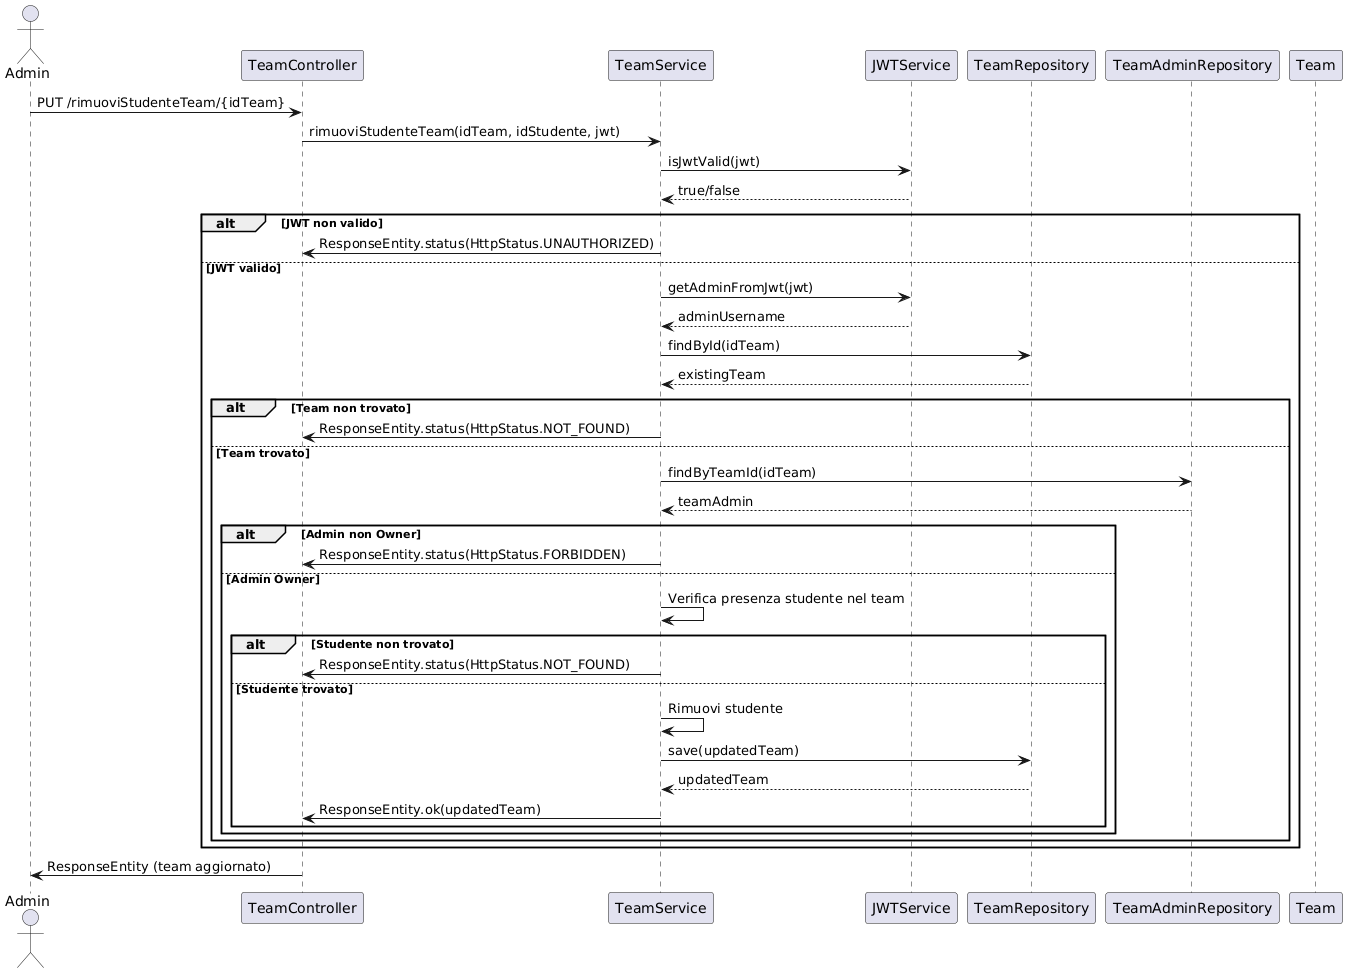 Admin
TeamController
TeamService
JWTService
TeamRepository
TeamAdminRepository
Team
PUT /rimuoviStudenteTeam/{idTeam}
rimuoviStudenteTeam(idTeam, idStudente, jwt)
isJwtValid(jwt)
true/false
alt [JWT non valido]
ResponseEntity.status(HttpStatus.UNAUTHORIZED)
[JWT valido]
getAdminFromJwt(jwt)
adminUsername
findById(idTeam)
existingTeam
alt [Team non trovato]
ResponseEntity.status(HttpStatus.NOT_FOUND)
[Team trovato]
findByTeamId(idTeam)
teamAdmin
alt [Admin non Owner]
ResponseEntity.status(HttpStatus.FORBIDDEN)
[Admin Owner]
Verifica presenza studente nel team
alt [Studente non trovato]
ResponseEntity.status(HttpStatus.NOT_FOUND)
[Studente trovato]
Rimuovi studente
save(updatedTeam)
updatedTeam
ResponseEntity.ok(updatedTeam)
ResponseEntity (team aggiornato)
Admin
TeamController
TeamService
JWTService
TeamRepository
TeamAdminRepository
Team